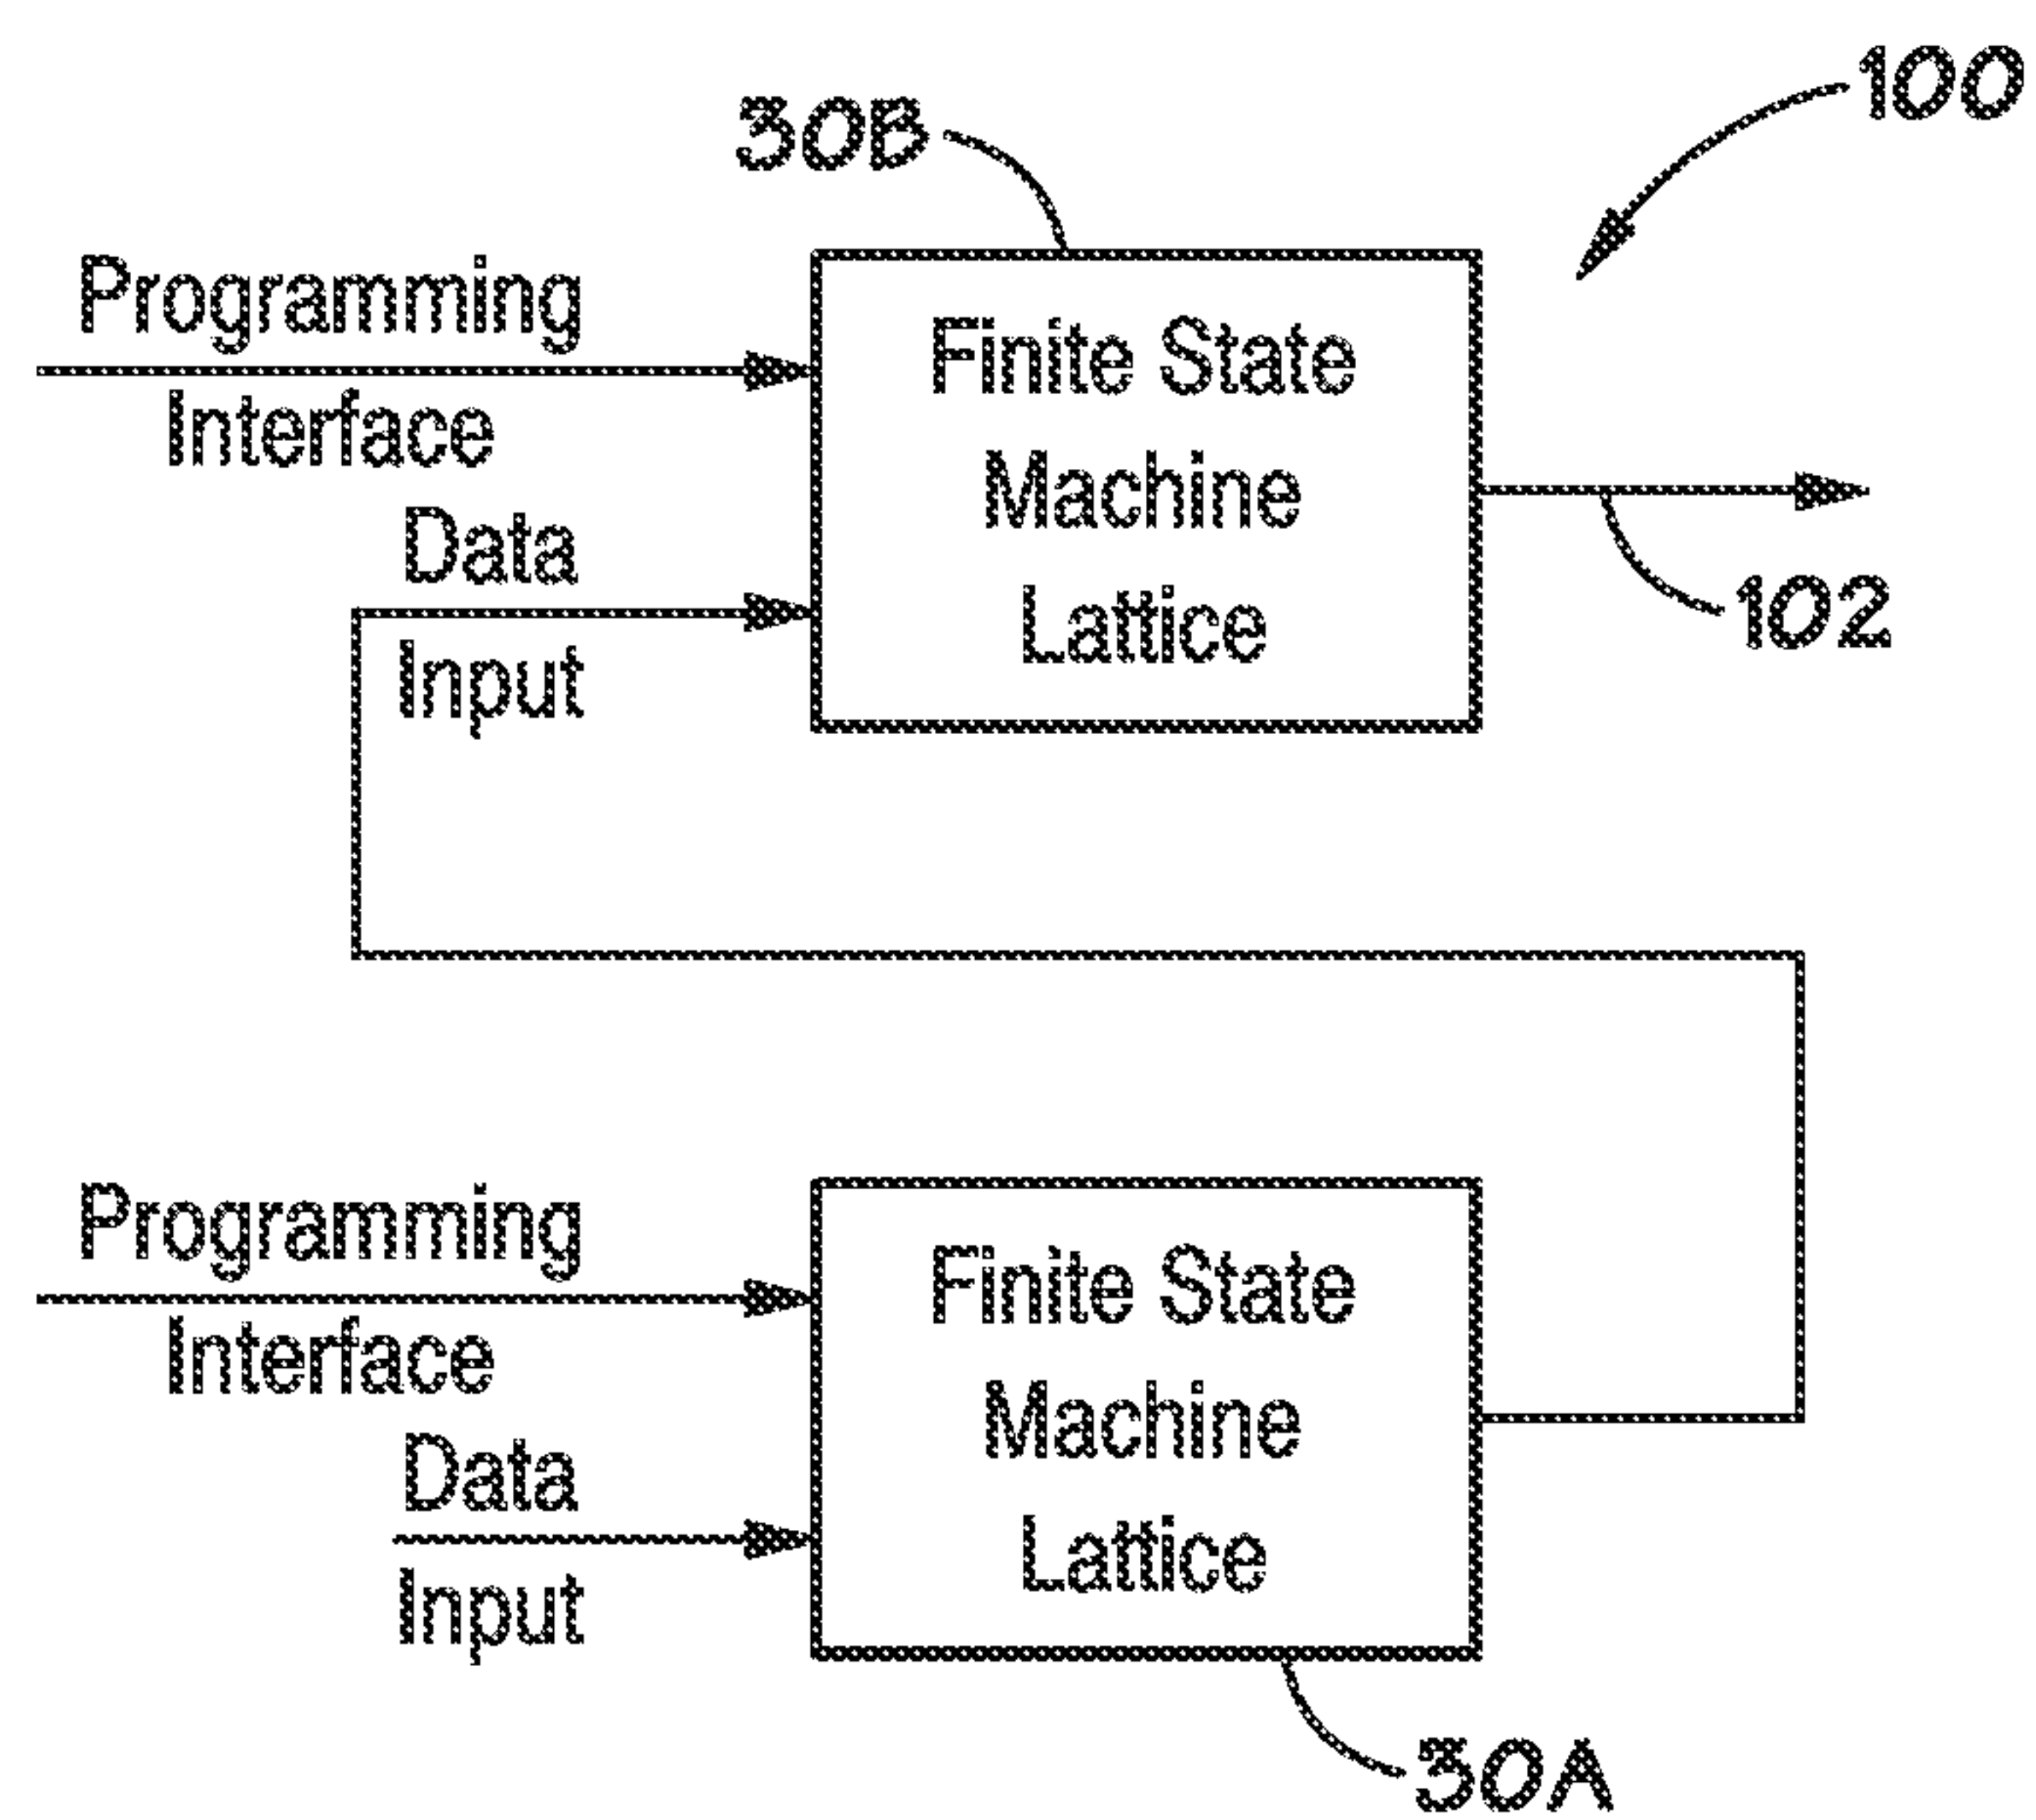 100
30B
Programming
Interface
Data
Input
Finite State
Machine
Lattice
102
Programming
Interface
Data
Input
Finite State
Machine
Lattice
30A